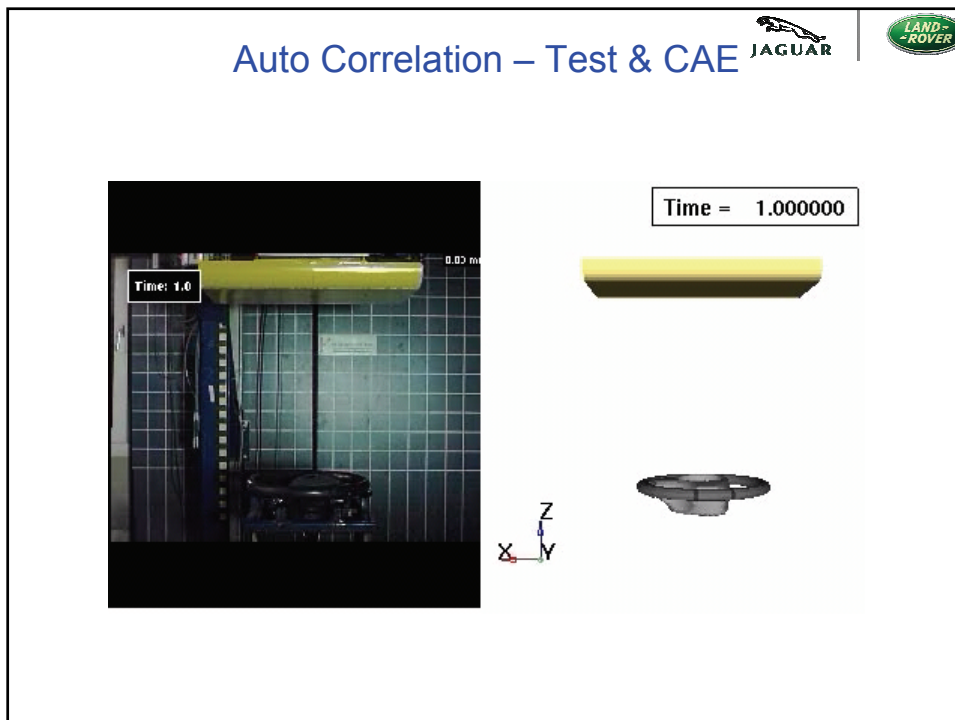 Auto Correlation – Test & CAE
JAGUAR
LAND-
-ROVER
Time: 1.0
Time = 1.000000
Z
X
Y